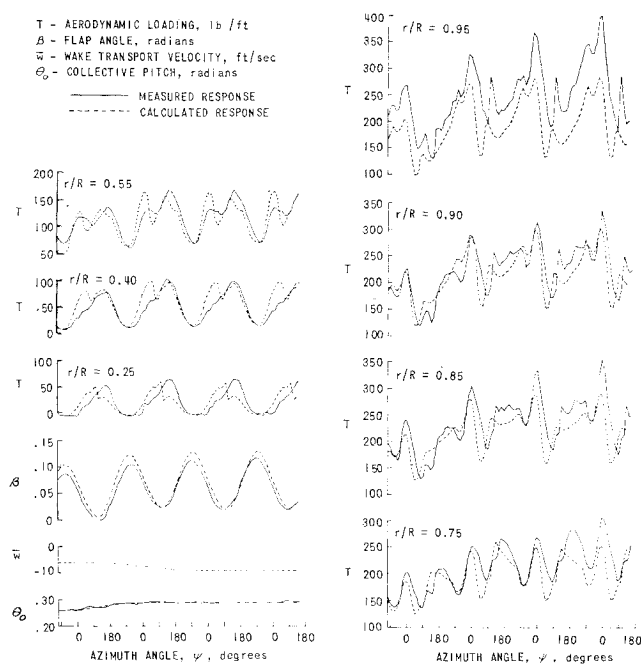 T - AERODYNAMIC LOADING, lb/ft
β - FLAP ANGLE, radians
w̅ - WAKE TRANSPORT VELOCITY, ft/sec
θ₀ - COLLECTIVE PITCH, radians
MEASURED RESPONSE
CALCULATED RESPONSE
200
150
T
100
50
r/R = 0.55
100
T 50
0
r/R = 0.40
100
T 50
0
r/R = 0.25
.15
.10
β
.05
0
0
w̅
-10
.30
θ₀
.20
0 180 0 180 0 180 0 180
AZIMUTH ANGLE, ψ, degrees
400
350
300
T
250
200
150
100
r/R = 0.95
350
300
250
T
200
150
100
r/R = 0.90
350
300
250
T
200
150
100
r/R = 0.85
300
250
T 200
150
100
r/R = 0.75
0 180 0 180 0 180 0 180
AZIMUTH ANGLE, ψ, degrees